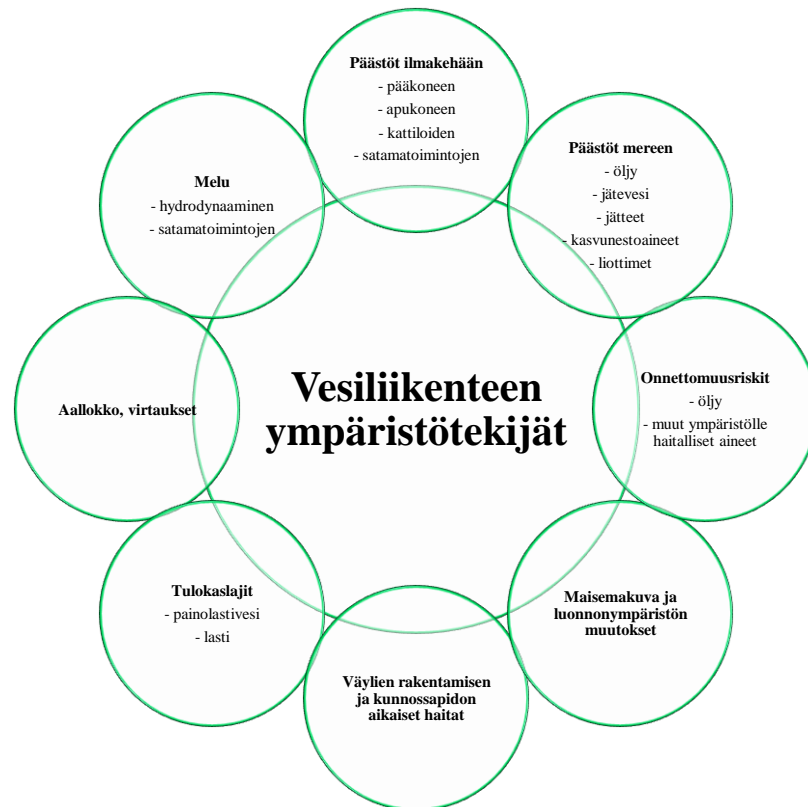 Päästöt ilmakehään
- pääkoneen
- apukoneen
- kattiloiden
- satamatoimintojen
Päästöt mereen
- öljy
- jätevesi
- jätteet
- kasvunestoaineet
- liottimet
Onnettomuusriskit
- öljy
- muut ympäristölle
haitalliset aineet
Maisemakuva ja
luonnonympäristön
muutokset
Väylien rakentamisen
ja kunnossapidon
aikaiset haitat
Tulokaslajit
- painolastivesi
- lasti
Aallokko, virtaukset
Melu
- hydrodynaaminen
- satamatoimintojen
Vesiliikenteen
ympäristötekijät